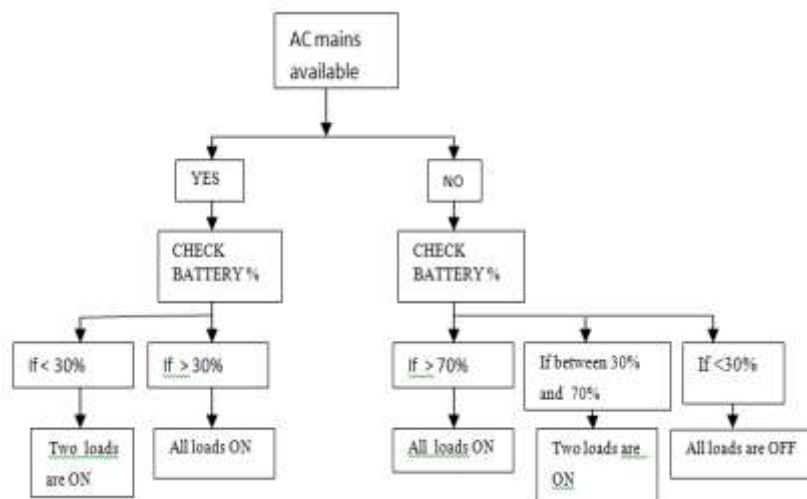 AC mains
available
YES
NO
CHECK
BATTERY %
CHECK
BATTERY %
If < 30%
If > 30%
If > 70%
If between 30%
and 70%
If <30%
Two loads
are ON
All loads ON
All loads ON
Two loads are
ON
All loads are OFF